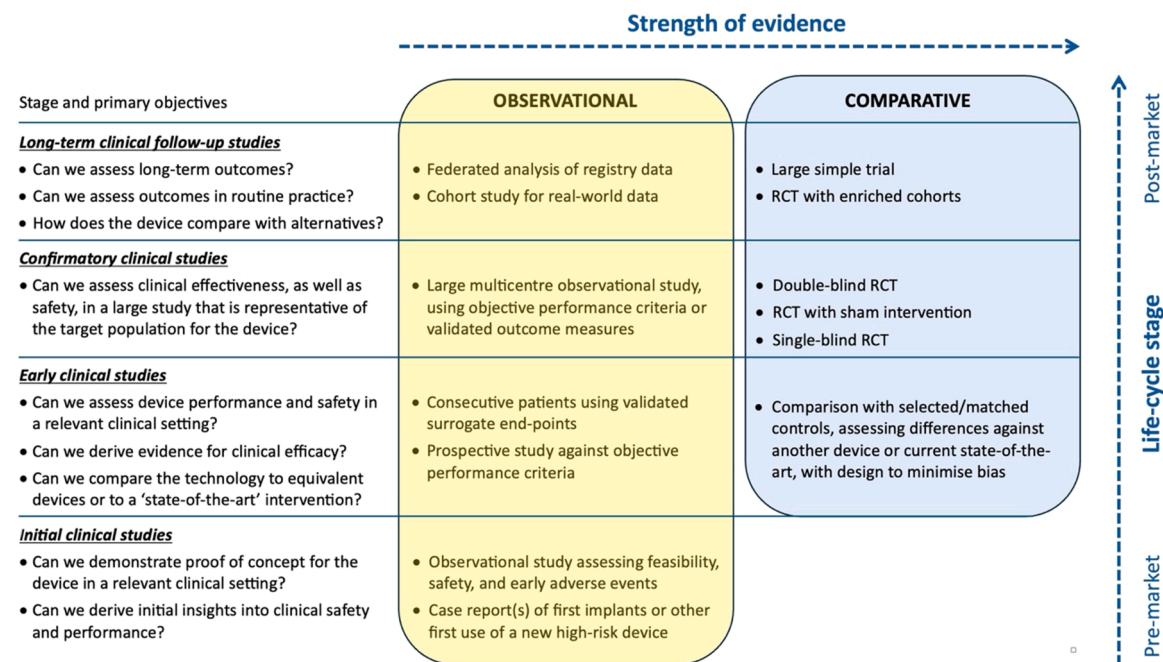 Strength of evidence
Stage and primary objectives
OBSERVATIONAL
COMPARATIVE
Long-term clinical follow-up studies
• Can we assess long-term outcomes?
• Can we assess outcomes in routine practice?
• How does the device compare with alternatives?
• Federated analysis of registry data
• Cohort study for real-world data
• Large simple trial
• RCT with enriched cohorts
Confirmatory clinical studies
• Can we assess clinical effectiveness, as well as
safety, in a large study that is representative of
the target population for the device?
• Large multicentre observational study,
using objective performance criteria or
validated outcome measures
• Double-blind RCT
• RCT with sham intervention
• Single-blind RCT
Early clinical studies
• Can we assess device performance and safety in
a relevant clinical setting?
• Can we derive evidence for clinical efficacy?
• Can we compare the technology to equivalent
devices or to a ‘state-of-the-art’ intervention?
• Consecutive patients using validated
surrogate end-points
• Prospective study against objective
performance criteria
• Comparison with selected/matched
controls, assessing differences against
another device or current state-of-the-
art, with design to minimise bias
Initial clinical studies
• Can we demonstrate proof of concept for the
device in a relevant clinical setting?
• Can we derive initial insights into clinical safety
and performance?
• Observational study assessing feasibility,
safety, and early adverse events
• Case report(s) of first implants or other
first use of a new high-risk device
Post-market
Life-cycle stage
Pre-market